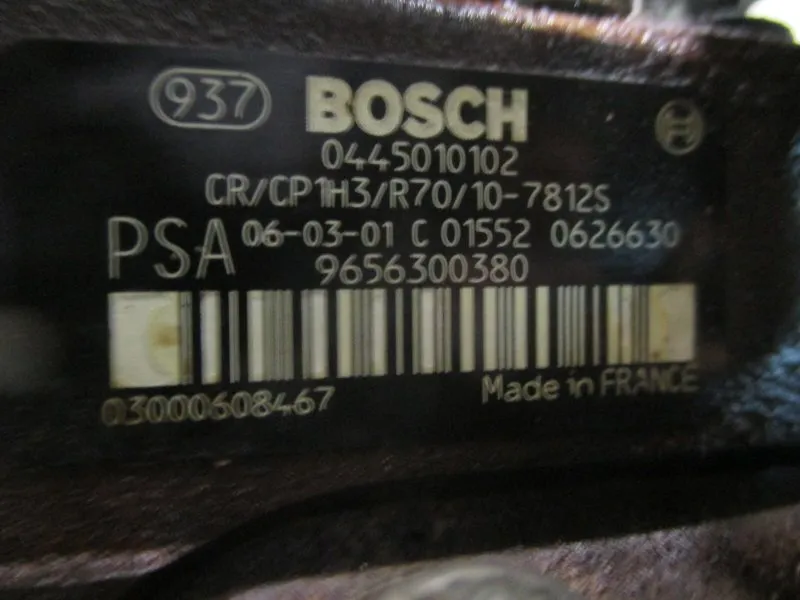 937 BOSCH
0445010102
CR/CP1H3/R70/10-7812S
PSA 06-03-01 C 01552 0626630
9656300380
03000608467 Made in FRANCE